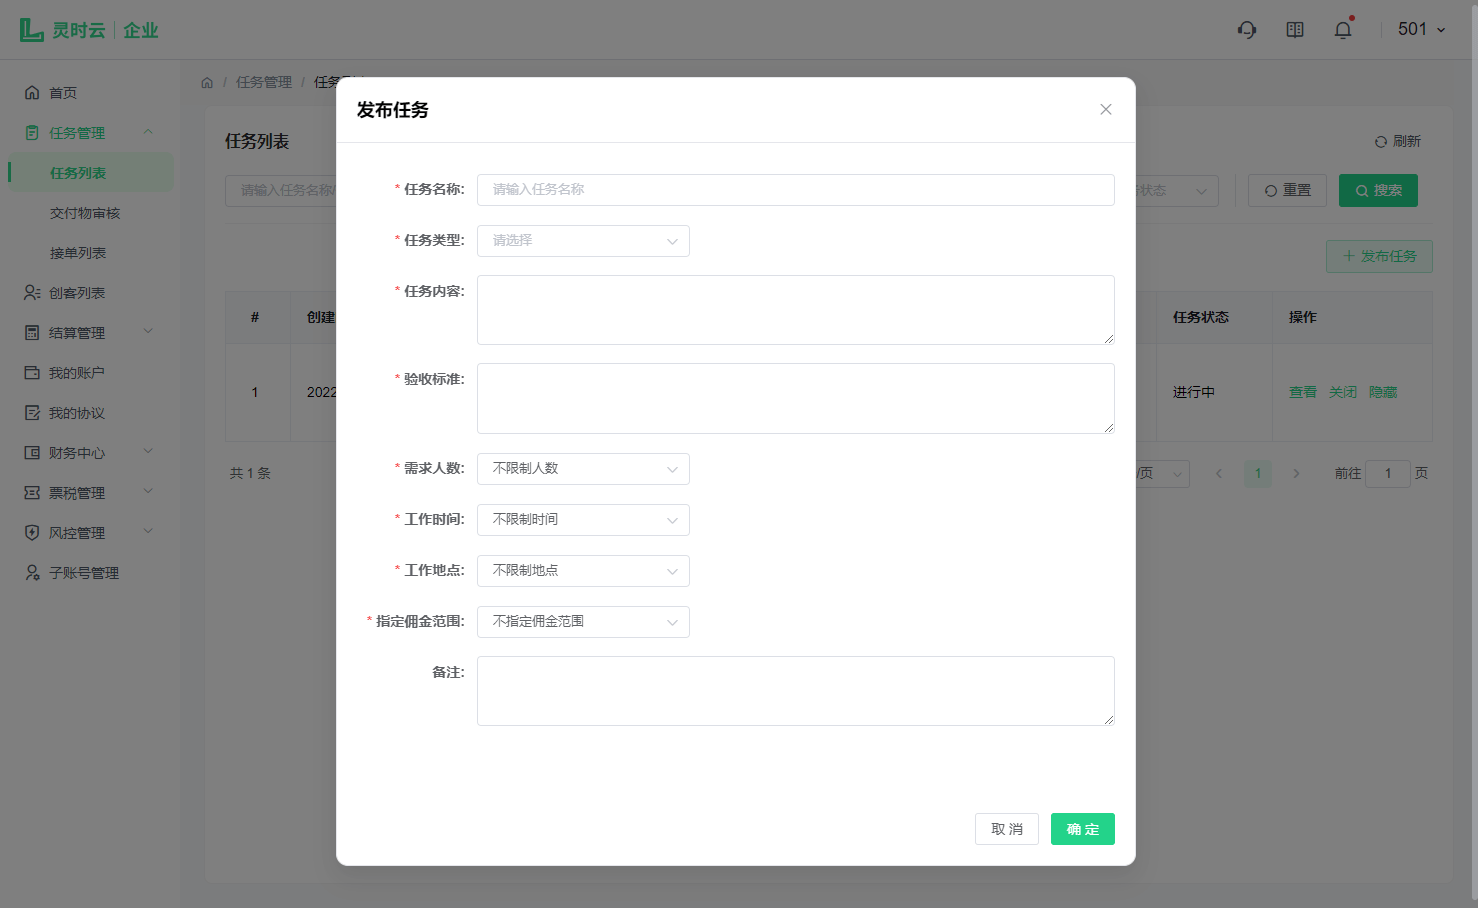 灵时云 企业
501
首页
任务管理
任务列表
交付物审核
接单列表
创客列表
结算管理
我的账户
我的协议
财务中心
票税管理
风控管理
子账号管理
/ 任务管理 / 任务
任务列表
刷新
请输入任务名称
状态
重置
搜索
+ 发布任务
# 创建 任务状态 操作
1 2022 进行中 查看 关闭 隐藏
共 1 条
/页 1 前往 1 页
发布任务
* 任务名称: 请输入任务名称
* 任务类型: 请选择
* 任务内容:
* 验收标准:
* 需求人数: 不限制人数
* 工作时间: 不限制时间
* 工作地点: 不限制地点
* 指定佣金范围: 不指定佣金范围
备注:
取消 确定